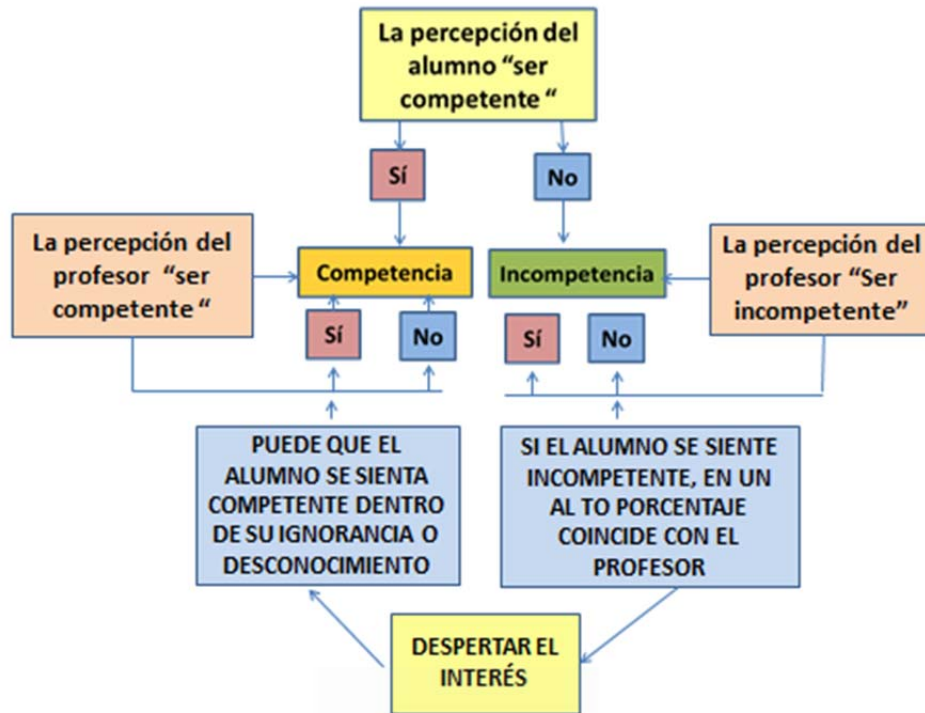 La percepción del
alumno “ser
competente “
Sí
No
La percepción del
profesor “ser
competente “
Competencia
Incompetencia
La percepción del
profesor “Ser
incompetente”
Sí
No
Sí
No
PUEDE QUE EL
ALUMNO SE SIENTA
COMPETENTE DENTRO
DE SU IGNORANCIA O
DESCONOCIMIENTO
SI EL ALUMNO SE SIENTE
INCOMPETENTE, EN UN
AL TO PORCENTAJE
COINCIDE CON EL
PROFESOR
DESPERTAR EL
INTERÉS